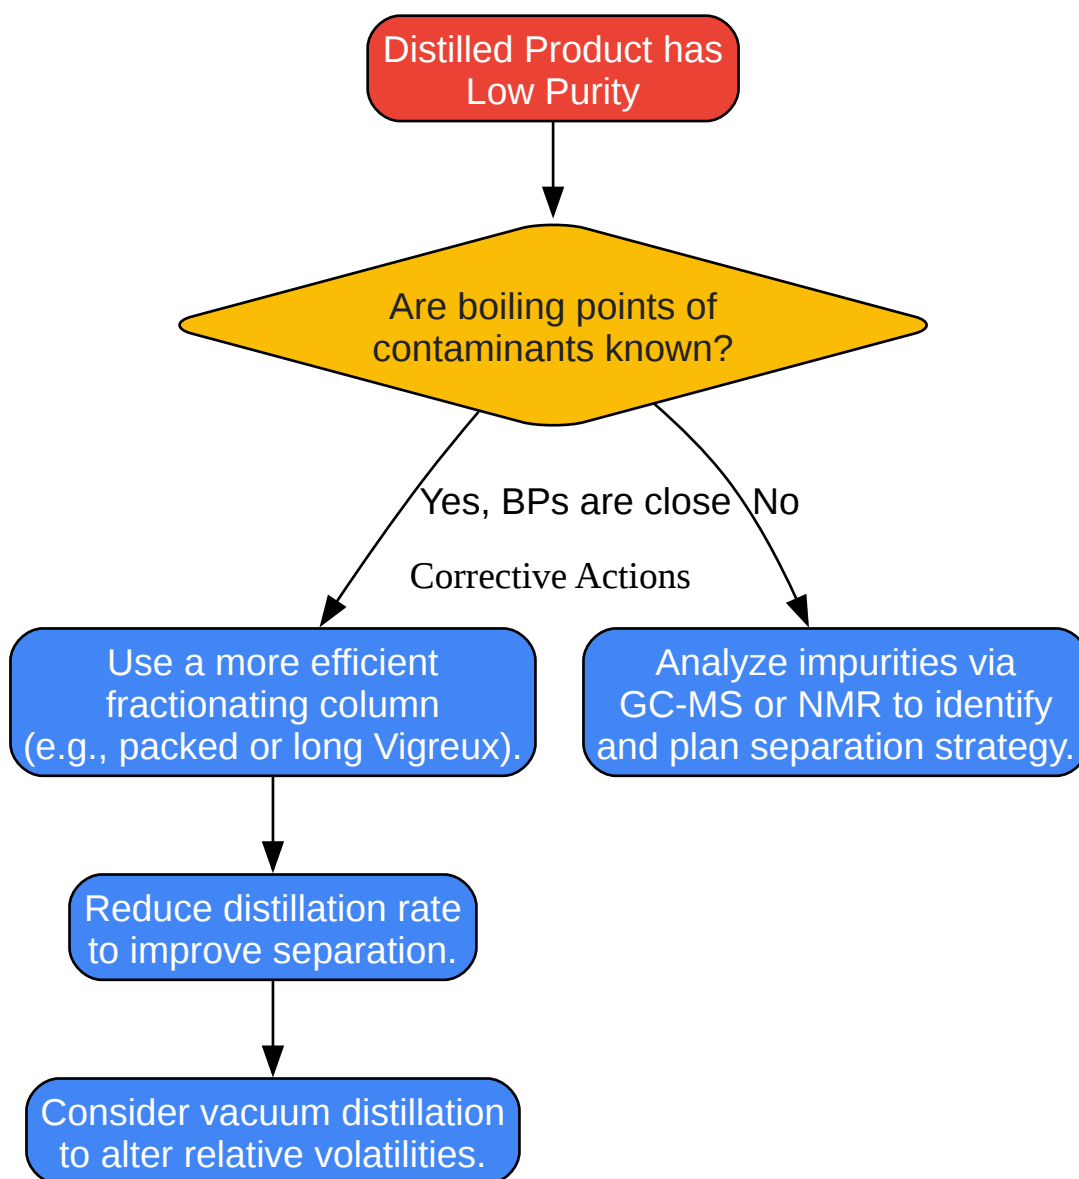 Distilled Product has
Low Purity
Are boiling points of
contaminants known?
Yes, BPs are close
No
Corrective Actions
Use a more efficient
fractionating column
(e.g., packed or long Vigreux).
Analyze impurities via
GC-MS or NMR to identify
and plan separation strategy.
Reduce distillation rate
to improve separation.
Consider vacuum distillation
to alter relative volatilities.